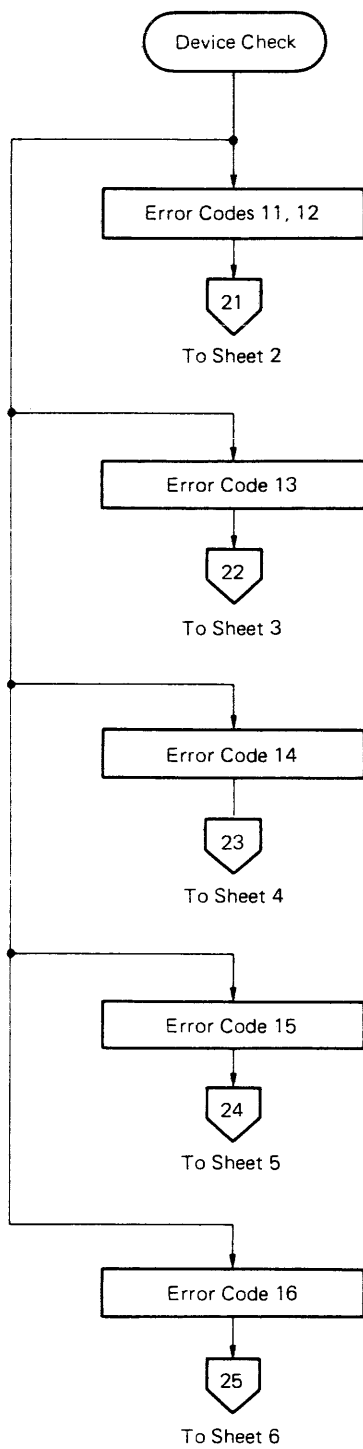 Device Check
Error Codes 11, 12
21
To Sheet 2
Error Code 13
22
To Sheet 3
Error Code 14
23
To Sheet 4
Error Code 15
24
To Sheet 5
Error Code 16
25
To Sheet 6